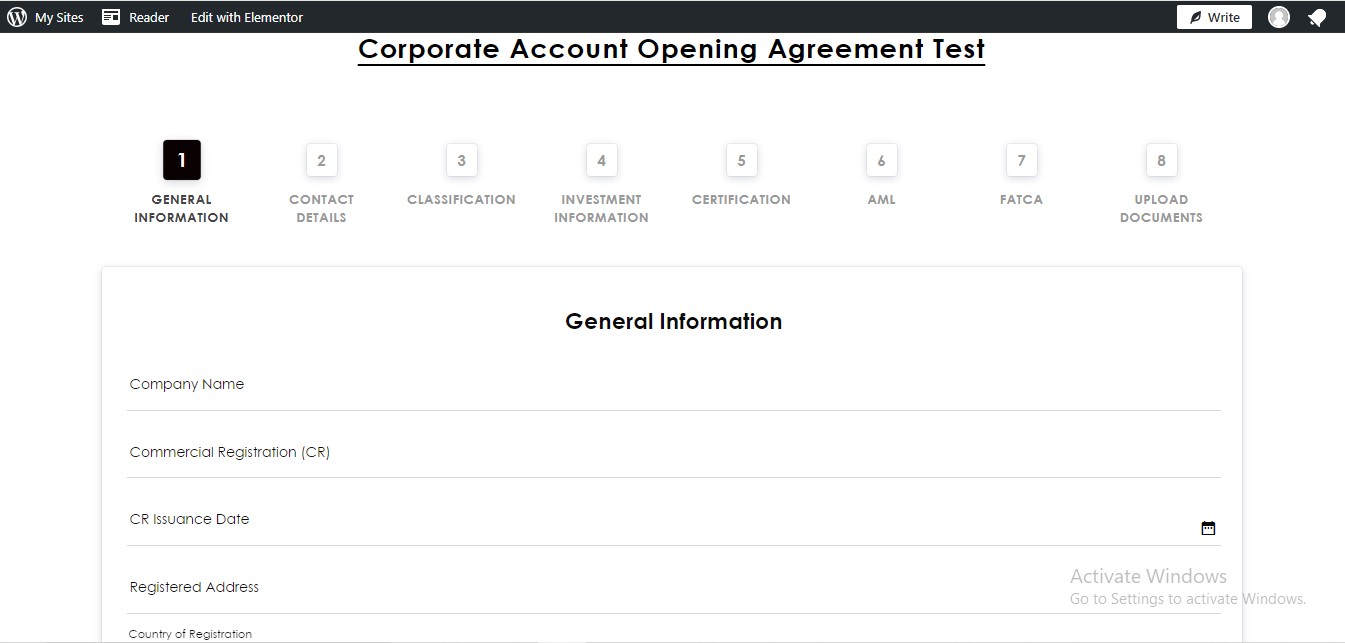 My Sites Reader Edit with Elementor Write
Corporate Account Opening Agreement Test
1 2 3 4 5 6 7 8
GENERAL INFORMATION
CONTACT DETAILS
CLASSIFICATION
INVESTMENT INFORMATION
CERTIFICATION
AML
FATCA
UPLOAD DOCUMENTS
General Information
Company Name
Commercial Registration (CR)
CR Issuance Date
Registered Address
Activate Windows
Go to Settings to activate Windows.
Country of Registration